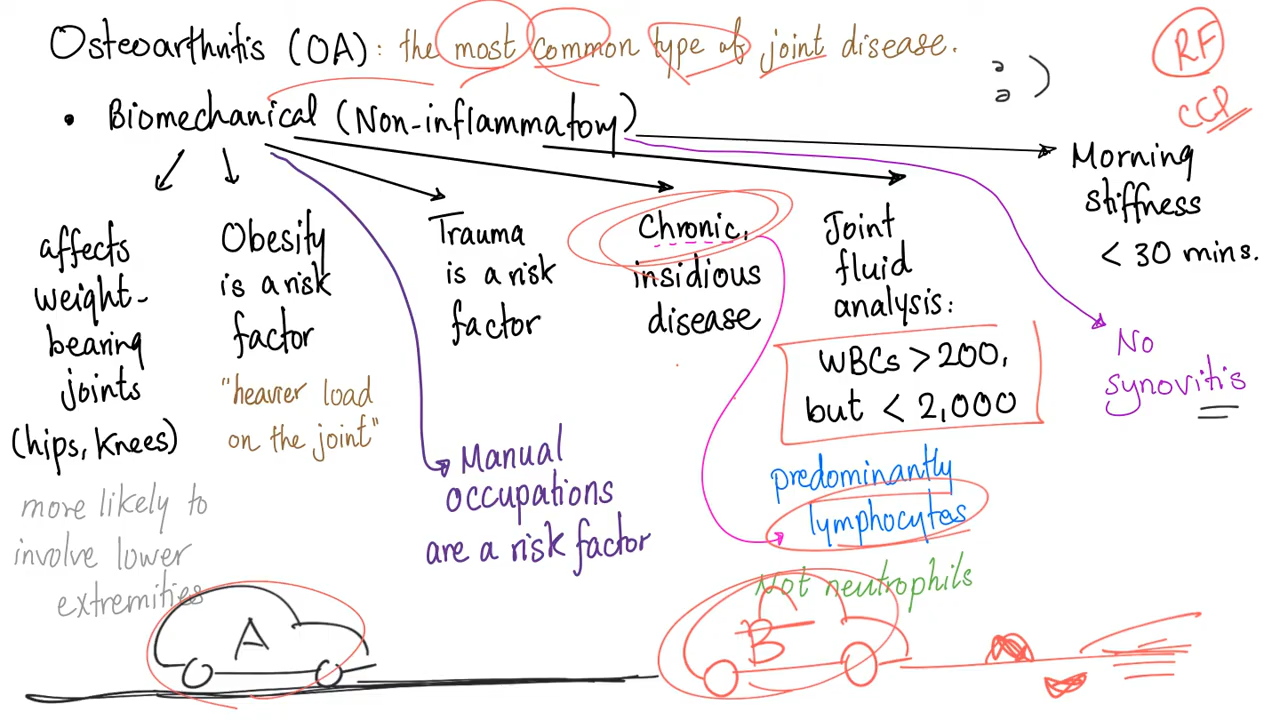 Osteoarthritis (OA): the most common type of joint disease.
RF
CCP
• Biomechanical (Non-inflammatory)
affects
weight-
bearing
joints
(hips, knees)
more likely to
involve lower
extremities
Obesity
is a risk
factor
"heavier load
on the joint"
Manual
occupations
are a risk factor
Trauma
is a risk
factor
Chronic,
insidious
disease
Joint
fluid
analysis:
WBCs > 200,
but < 2,000
predominantly
lymphocytes
Not neutrophils
Morning
stiffness
< 30 mins.
No
synovitis
A
B